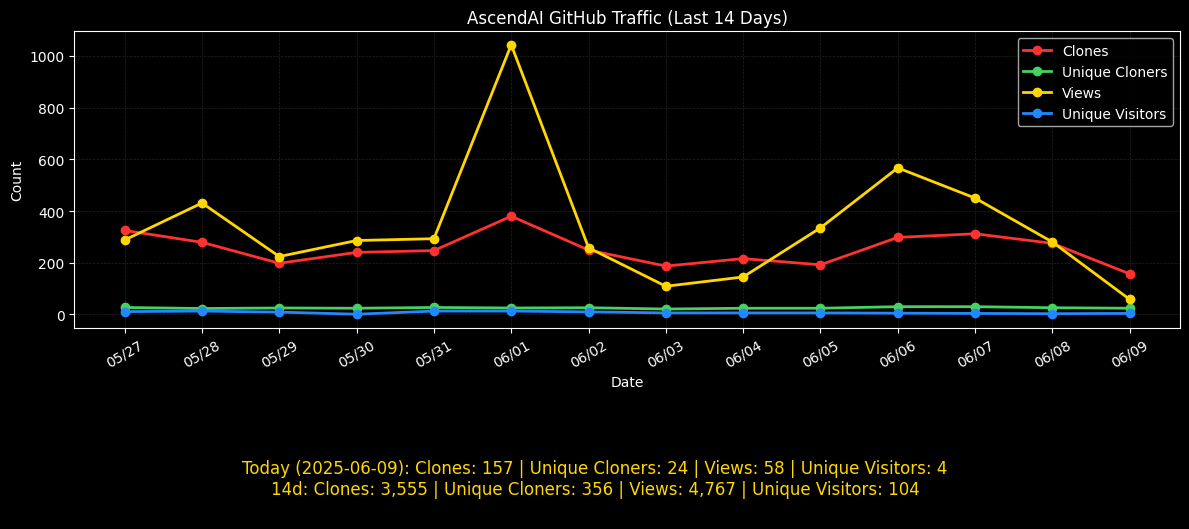 AscendAI GitHub Traffic (Last 14 Days)
Clones
Unique Cloners
Views
Unique Visitors
Count
1000
800
600
400
200
0
05/27 05/28 05/29 05/30 05/31 06/01 06/02 06/03 06/04 06/05 06/06 06/07 06/08 06/09
Date
Today (2025-06-09): Clones: 157 | Unique Cloners: 24 | Views: 58 | Unique Visitors: 4
14d: Clones: 3,555 | Unique Cloners: 356 | Views: 4,767 | Unique Visitors: 104